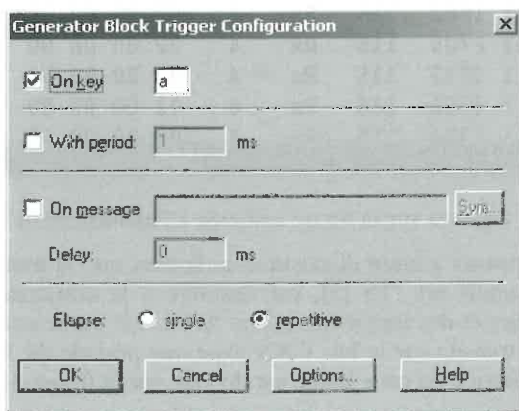 Generator Block Trigger Configuration
On key a
With period: 1 ms
On message Sym...
Delay: 0 ms
Elapse: single repetitive
OK Cancel Options... Help